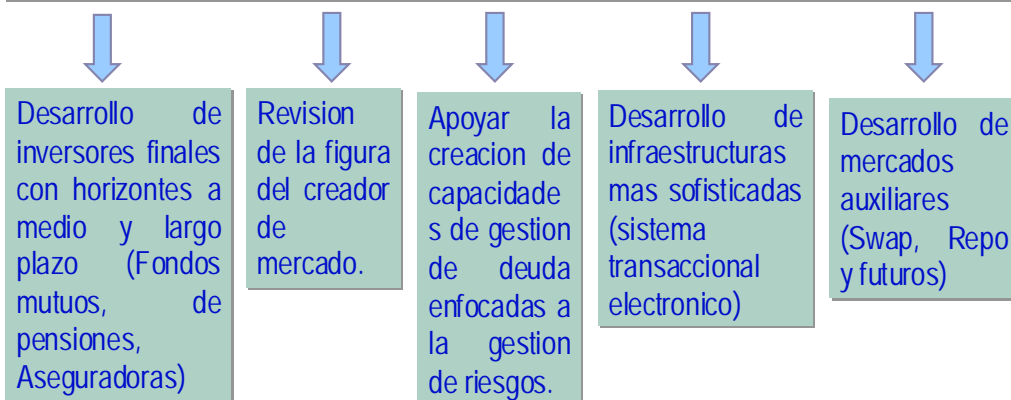 Desarrollo de
inversores finales
con horizontes a
medio y largo
plazo (Fondos
mutuos, de
pensiones,
Aseguradoras)
Revision
de la figura
del creador
de
mercado.
Apoyar la
creacion de
capacidade
s de gestion
de deuda
enfocadas a
la gestion
de riesgos.
Desarrollo de
infraestructuras
mas sofisticadas
(sistema
transaccional
electronico)
Desarrollo de
mercados
auxiliares
(Swap, Repo
y futuros)